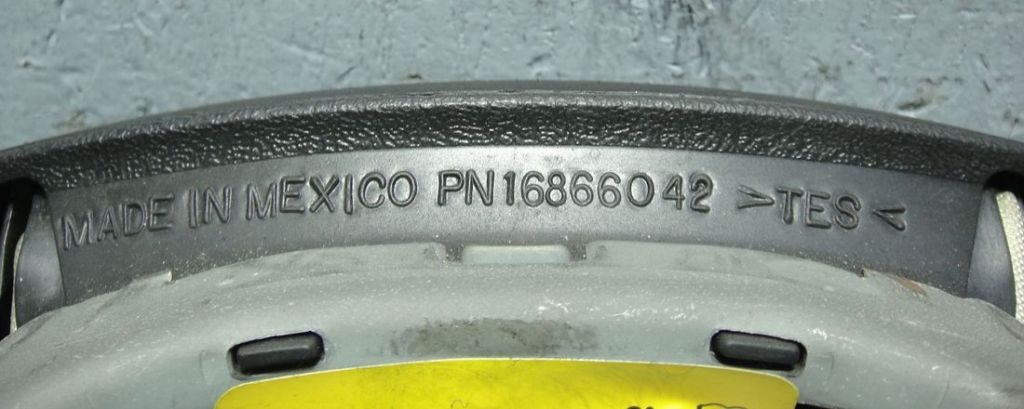 MADE IN MEXICO PN16866042 >TES<